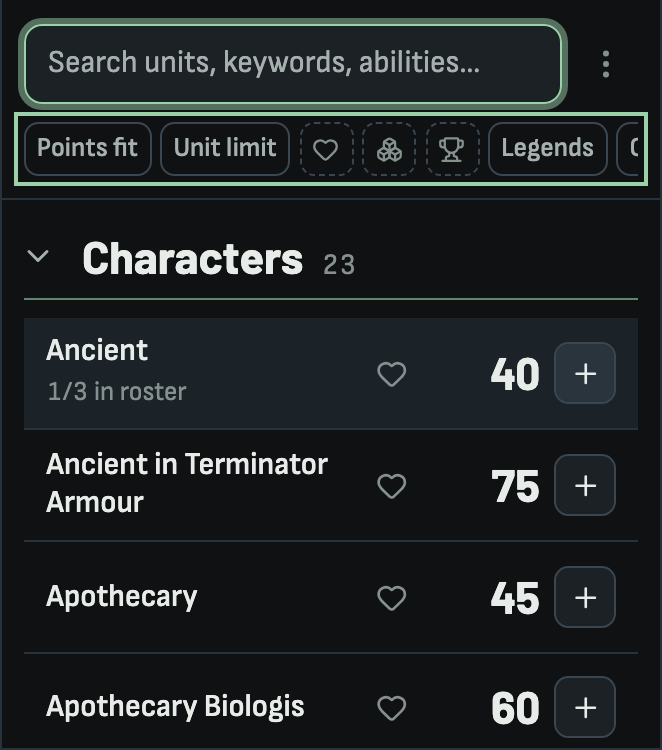 Search units, keywords, abilities...
Points fit
Unit limit
Legends
Characters 23
Ancient
1/3 in roster
40
Ancient in Terminator
Armour
75
Apothecary
45
Apothecary Biologis
60